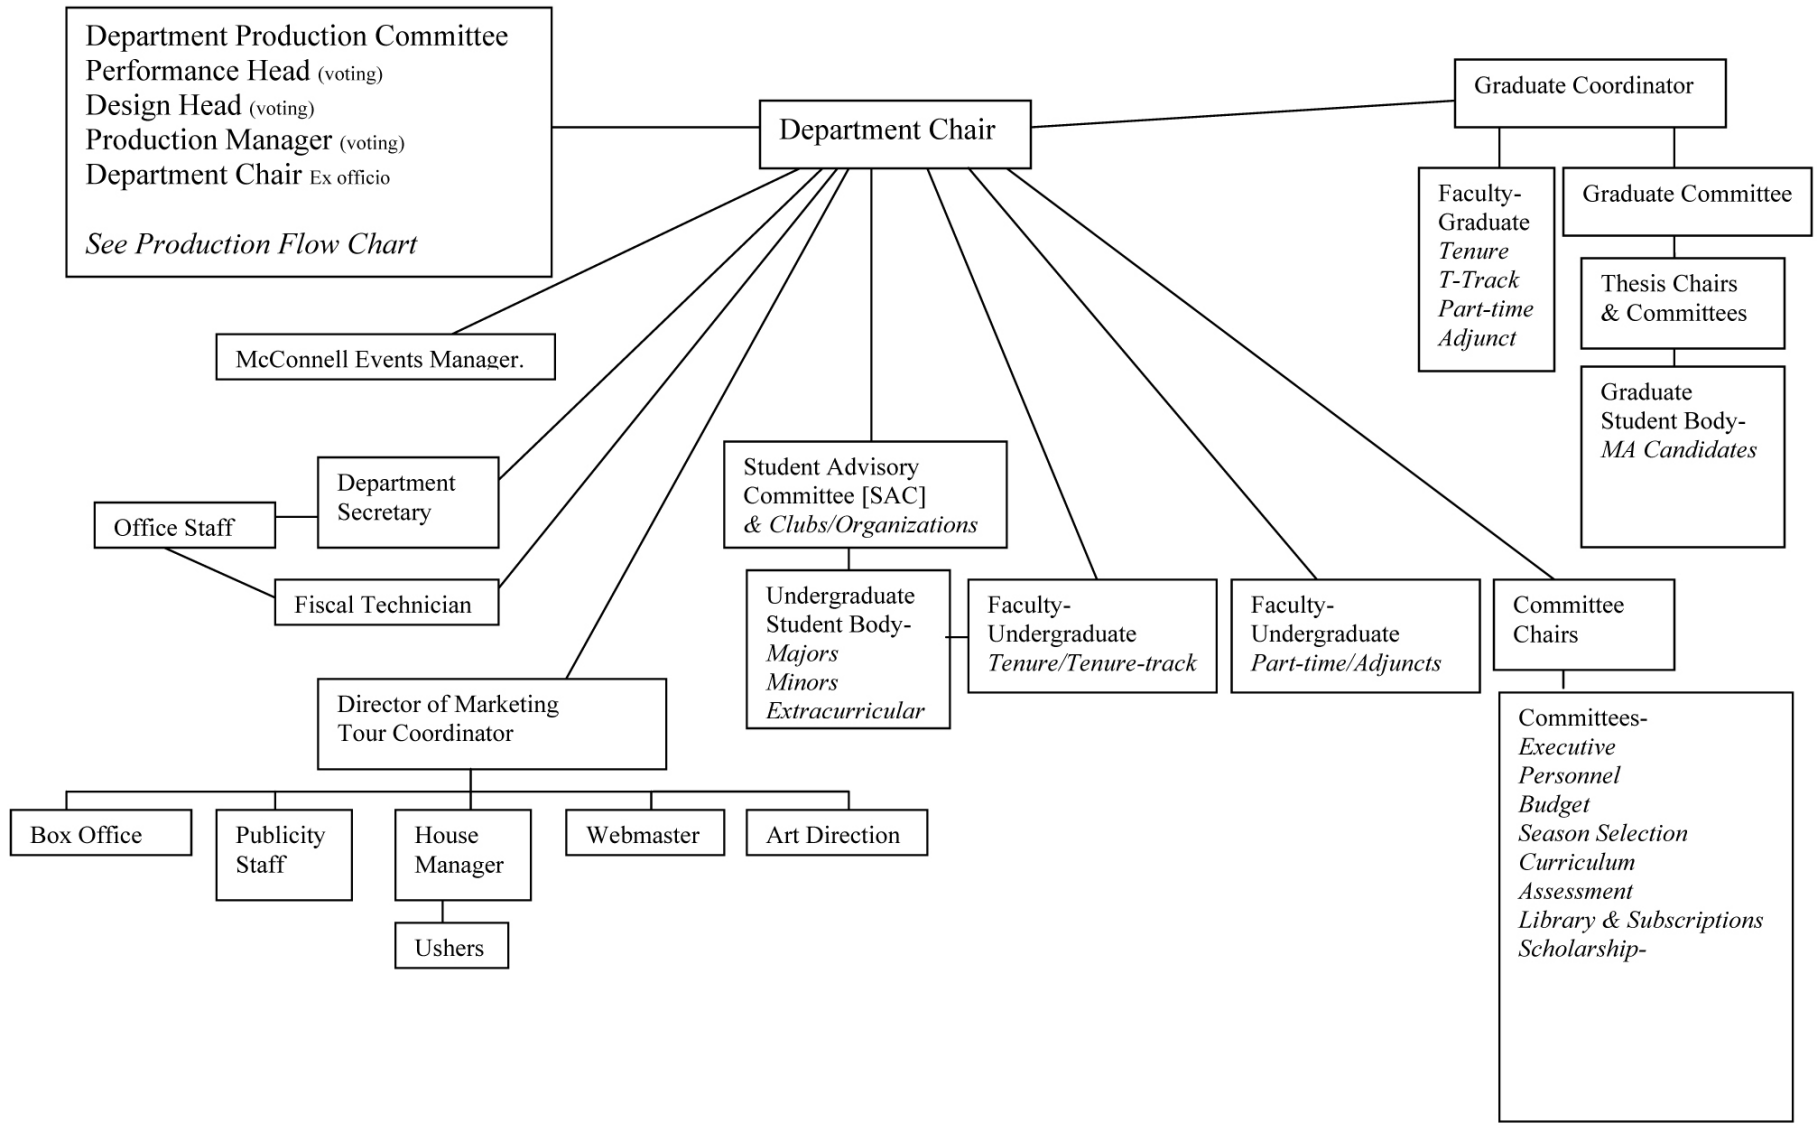 Department Production Committee
Performance Head (voting)
Design Head (voting)
Production Manager (voting)
Department Chair Ex officio
See Production Flow Chart
Department Chair
Graduate Coordinator
Faculty-
Graduate
Tenure
T-Track
Part-time
Adjunct
Graduate Committee
Thesis Chairs
& Committees
Graduate
Student Body-
MA Candidates
McConnell Events Manager.
Department
Secretary
Office Staff
Fiscal Technician
Student Advisory
Committee [SAC]
& Clubs/Organizations
Undergraduate
Student Body-
Majors
Minors
Extracurricular
Faculty-
Undergraduate
Tenure/Tenure-track
Faculty-
Undergraduate
Part-time/Adjuncts
Committee
Chairs
Committees-
Executive
Personnel
Budget
Season Selection
Curriculum
Assessment
Library & Subscriptions
Scholarship-
Director of Marketing
Tour Coordinator
Box Office
Publicity
Staff
House
Manager
Webmaster
Art Direction
Ushers